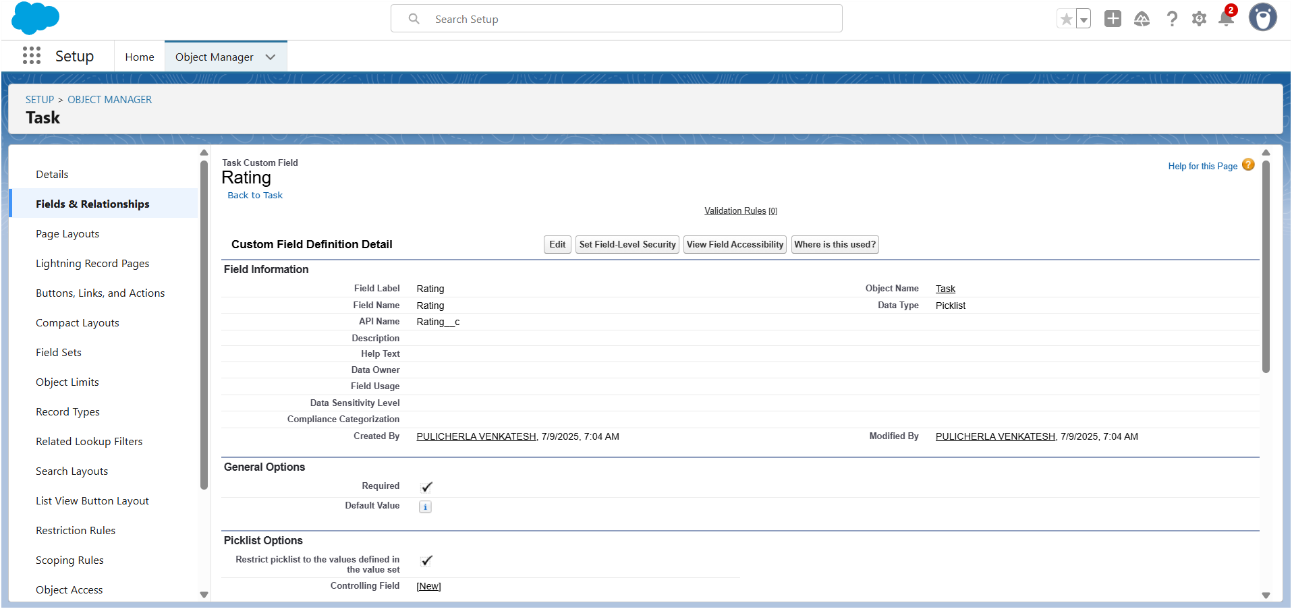 Search Setup
2
Setup
Home
Object Manager
SETUP > OBJECT MANAGER
Task
Details
Fields & Relationships
Page Layouts
Lightning Record Pages
Buttons, Links, and Actions
Compact Layouts
Field Sets
Object Limits
Record Types
Related Lookup Filters
Search Layouts
List View Button Layout
Restriction Rules
Scoping Rules
Object Access
Task Custom Field
Rating
Back to Task
Help for this Page ?
Validation Rules [0]
Custom Field Definition Detail
Edit
Set Field-Level Security
View Field Accessibility
Where is this used?
Field Information
Field Label Rating Object Name Task
Field Name Rating Data Type Picklist
API Name Rating__c
Description
Help Text
Data Owner
Field Usage
Data Sensitivity Level
Compliance Categorization
Created By PULICHERLA VENKATESH, 7/9/2025, 7:04 AM Modified By PULICHERLA VENKATESH, 7/9/2025, 7:04 AM
General Options
Required
Default Value i
Picklist Options
Restrict picklist to the values defined in
the value set
Controlling Field [New]